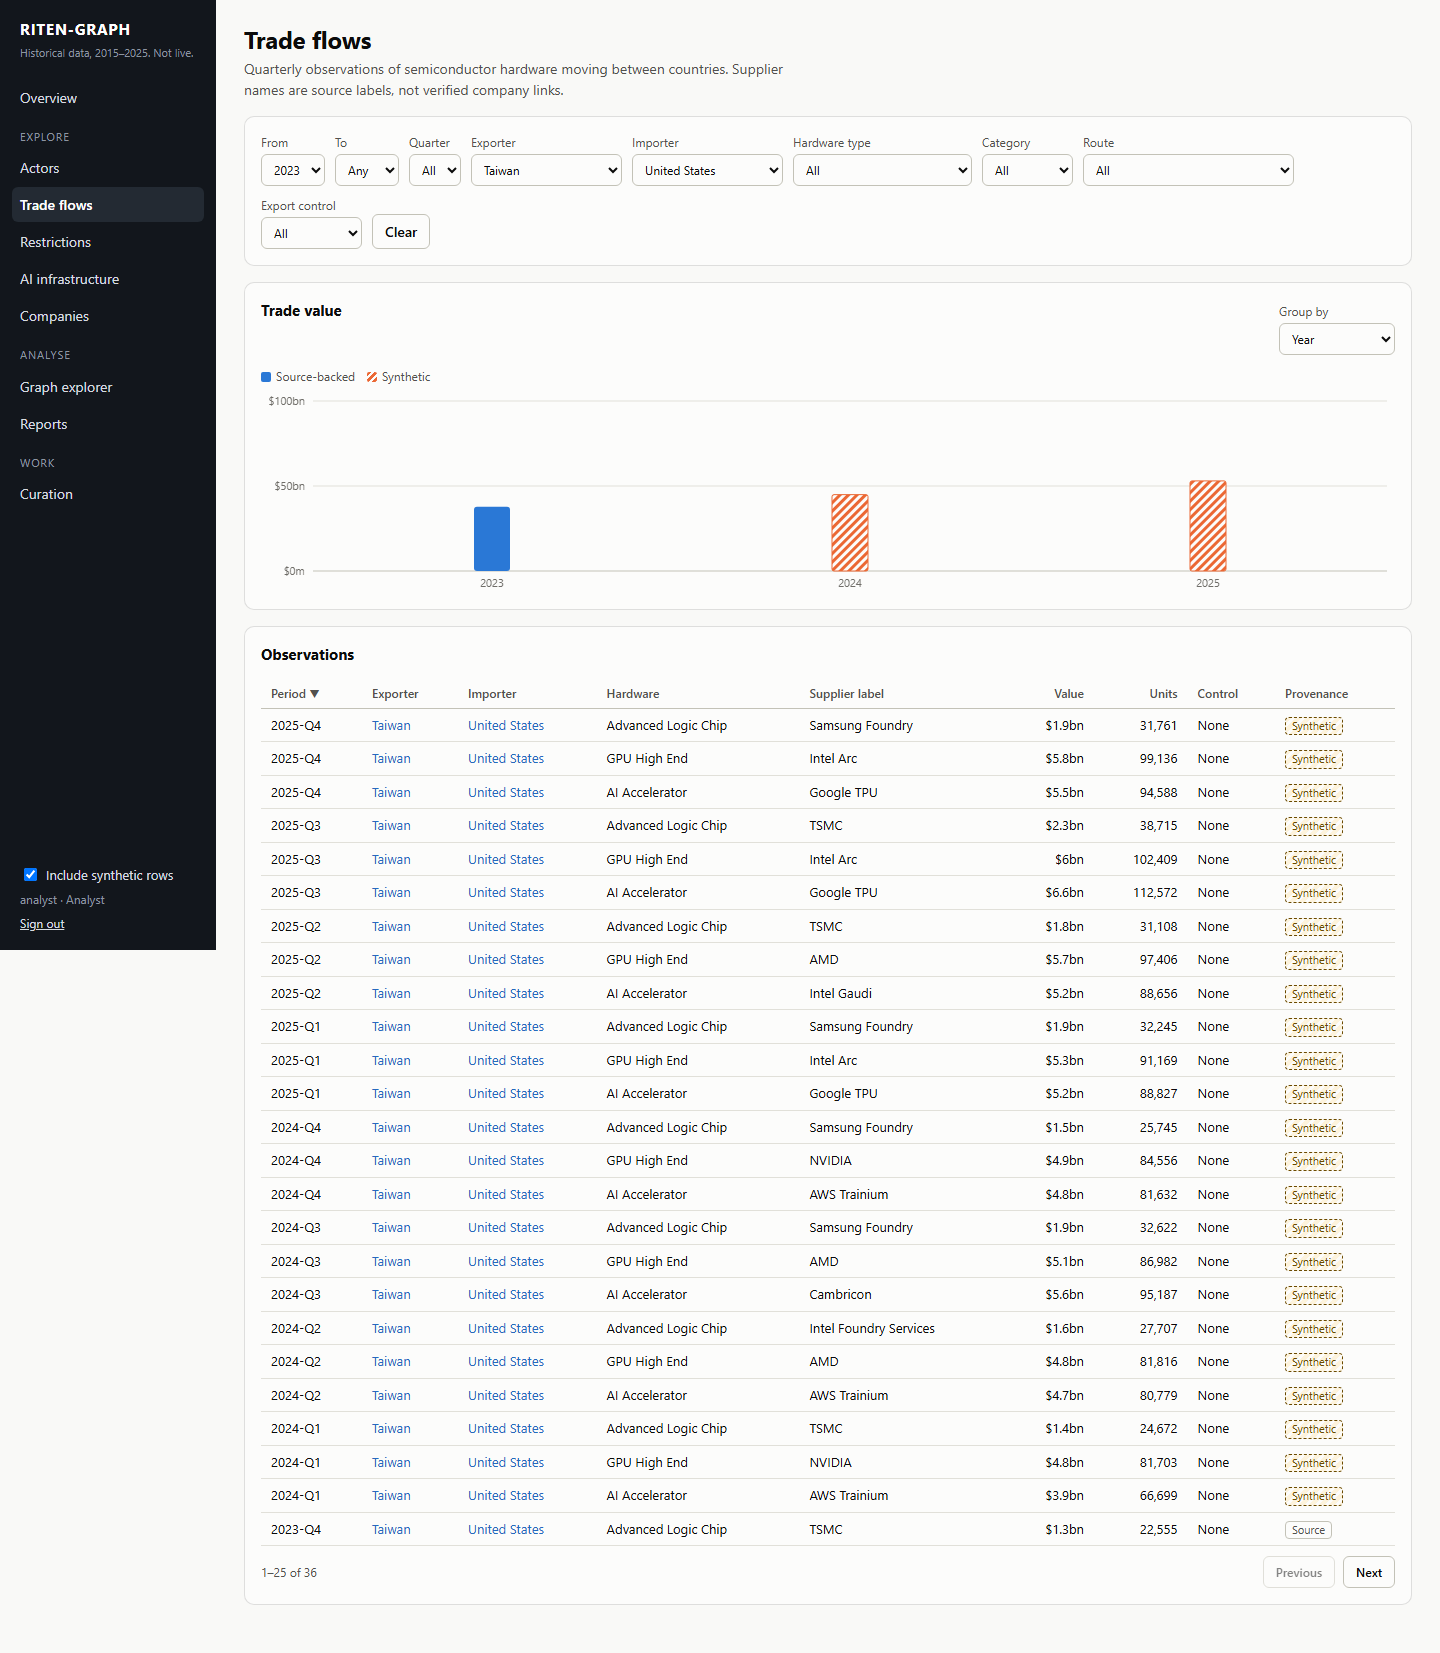 RITEN-GRAPH
Historical data, 2015–2025. Not live.
Overview
EXPLORE
Actors
Trade flows
Restrictions
AI infrastructure
Companies
ANALYSE
Graph explorer
Reports
WORK
Curation
Include synthetic rows
analyst · Analyst
Sign out
Trade flows
Quarterly observations of semiconductor hardware moving between countries. Supplier
names are source labels, not verified company links.
From To Quarter Exporter Importer Hardware type Category Route
2023 Any All Taiwan United States All All All
Export control
All Clear
Trade value
Group by
Year
Source-backed Synthetic
$100bn
$50bn
$0m
2023 2024 2025
Observations
Period ▼ Exporter Importer Hardware Supplier label Value Units Control Provenance
2025-Q4 Taiwan United States Advanced Logic Chip Samsung Foundry $1.9bn 31,761 None Synthetic
2025-Q4 Taiwan United States GPU High End Intel Arc $5.8bn 99,136 None Synthetic
2025-Q4 Taiwan United States AI Accelerator Google TPU $5.5bn 94,588 None Synthetic
2025-Q3 Taiwan United States Advanced Logic Chip TSMC $2.3bn 38,715 None Synthetic
2025-Q3 Taiwan United States GPU High End Intel Arc $6bn 102,409 None Synthetic
2025-Q3 Taiwan United States AI Accelerator Google TPU $6.6bn 112,572 None Synthetic
2025-Q2 Taiwan United States Advanced Logic Chip TSMC $1.8bn 31,108 None Synthetic
2025-Q2 Taiwan United States GPU High End AMD $5.7bn 97,406 None Synthetic
2025-Q2 Taiwan United States AI Accelerator Intel Gaudi $5.2bn 88,656 None Synthetic
2025-Q1 Taiwan United States Advanced Logic Chip Samsung Foundry $1.9bn 32,245 None Synthetic
2025-Q1 Taiwan United States GPU High End Intel Arc $5.3bn 91,169 None Synthetic
2025-Q1 Taiwan United States AI Accelerator Google TPU $5.2bn 88,827 None Synthetic
2024-Q4 Taiwan United States Advanced Logic Chip Samsung Foundry $1.5bn 25,745 None Synthetic
2024-Q4 Taiwan United States GPU High End NVIDIA $4.9bn 84,556 None Synthetic
2024-Q4 Taiwan United States AI Accelerator AWS Trainium $4.8bn 81,632 None Synthetic
2024-Q3 Taiwan United States Advanced Logic Chip Samsung Foundry $1.9bn 32,622 None Synthetic
2024-Q3 Taiwan United States GPU High End AMD $5.1bn 86,982 None Synthetic
2024-Q3 Taiwan United States AI Accelerator Cambricon $5.6bn 95,187 None Synthetic
2024-Q2 Taiwan United States Advanced Logic Chip Intel Foundry Services $1.6bn 27,707 None Synthetic
2024-Q2 Taiwan United States GPU High End AMD $4.8bn 81,816 None Synthetic
2024-Q2 Taiwan United States AI Accelerator AWS Trainium $4.7bn 80,779 None Synthetic
2024-Q1 Taiwan United States Advanced Logic Chip TSMC $1.4bn 24,672 None Synthetic
2024-Q1 Taiwan United States GPU High End NVIDIA $4.8bn 81,703 None Synthetic
2024-Q1 Taiwan United States AI Accelerator AWS Trainium $3.9bn 66,699 None Synthetic
2023-Q4 Taiwan United States Advanced Logic Chip TSMC $1.3bn 22,555 None Source
1–25 of 36 Previous Next